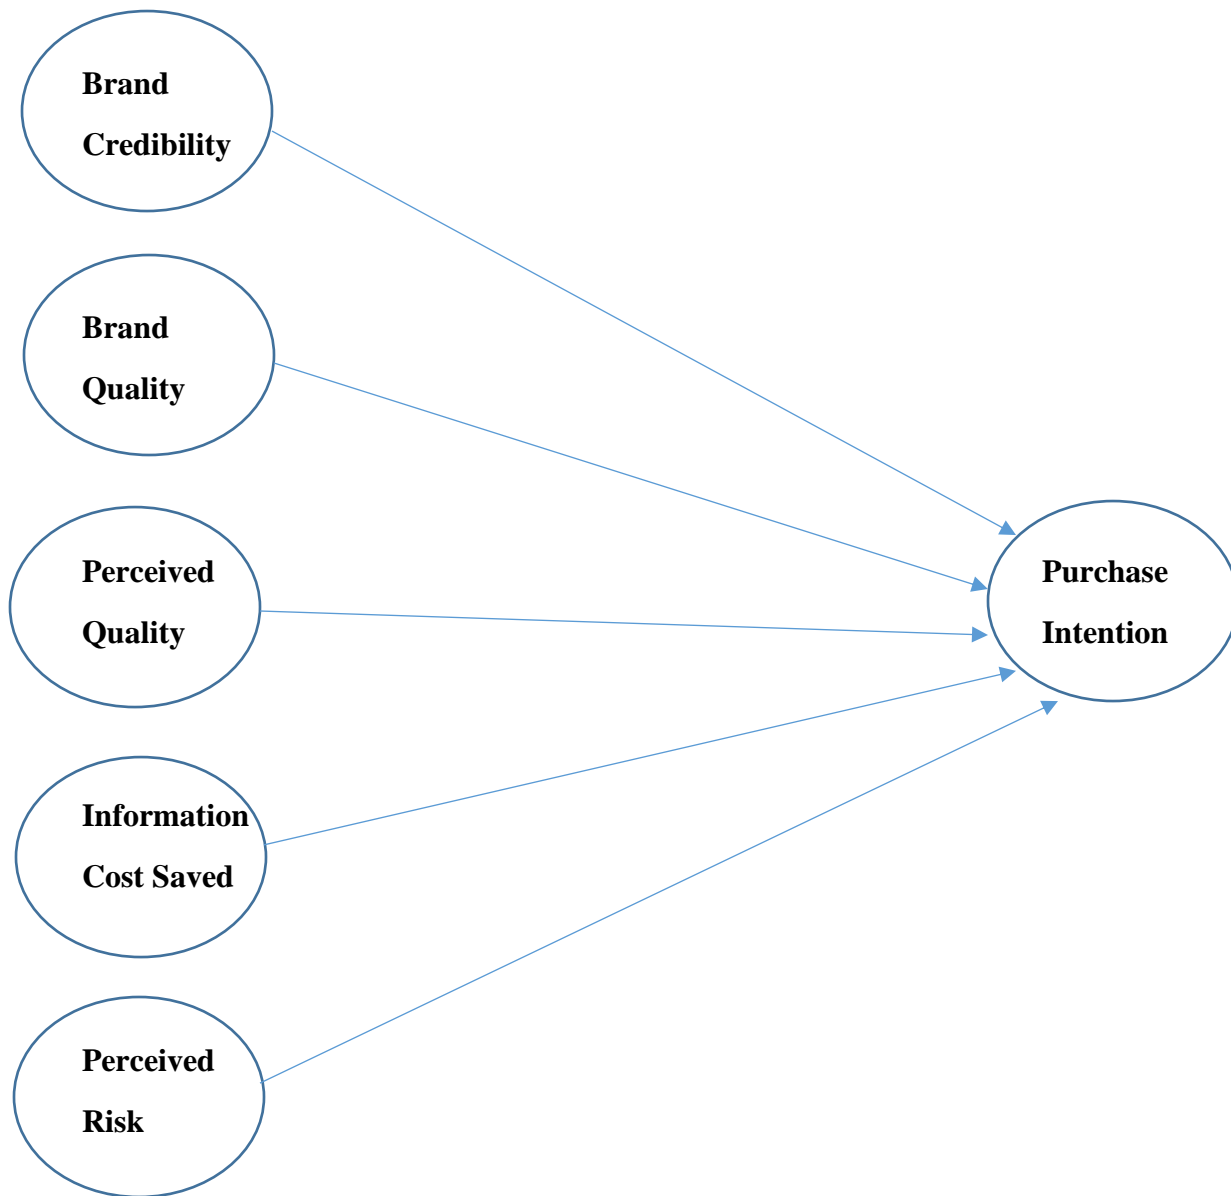 Brand
Credibility
Brand
Quality
Perceived
Quality
Purchase
Intention
Information
Cost Saved
Perceived
Risk